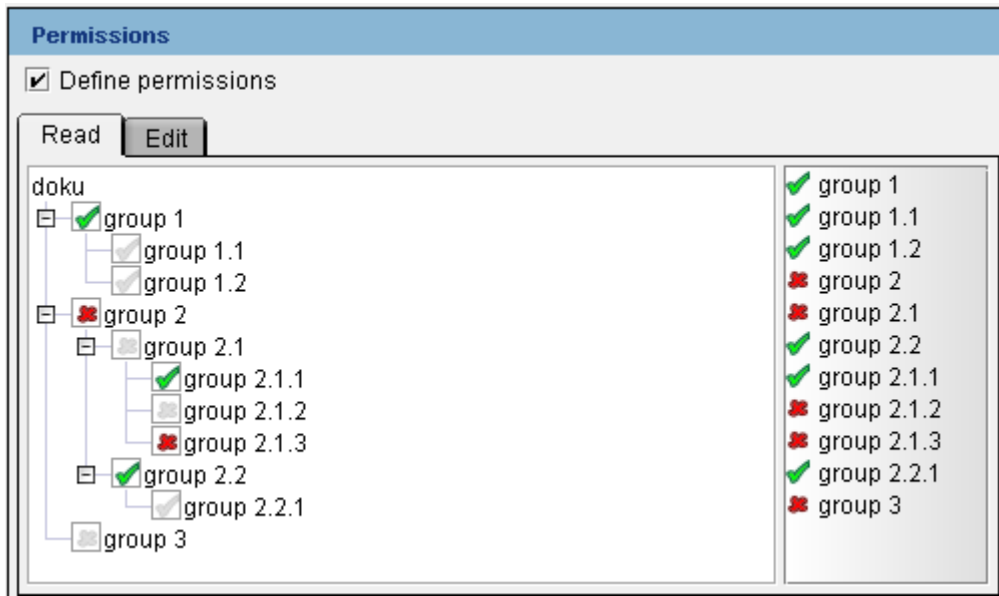 Permissions
Define permissions
Read
Edit
doku
group 1
group 1.1
group 1.2
group 2
group 2.1
group 2.1.1
group 2.1.2
group 2.1.3
group 2.2
group 2.2.1
group 3
group 1
group 1.1
group 1.2
group 2
group 2.1
group 2.2
group 2.1.1
group 2.1.2
group 2.1.3
group 2.2.1
group 3